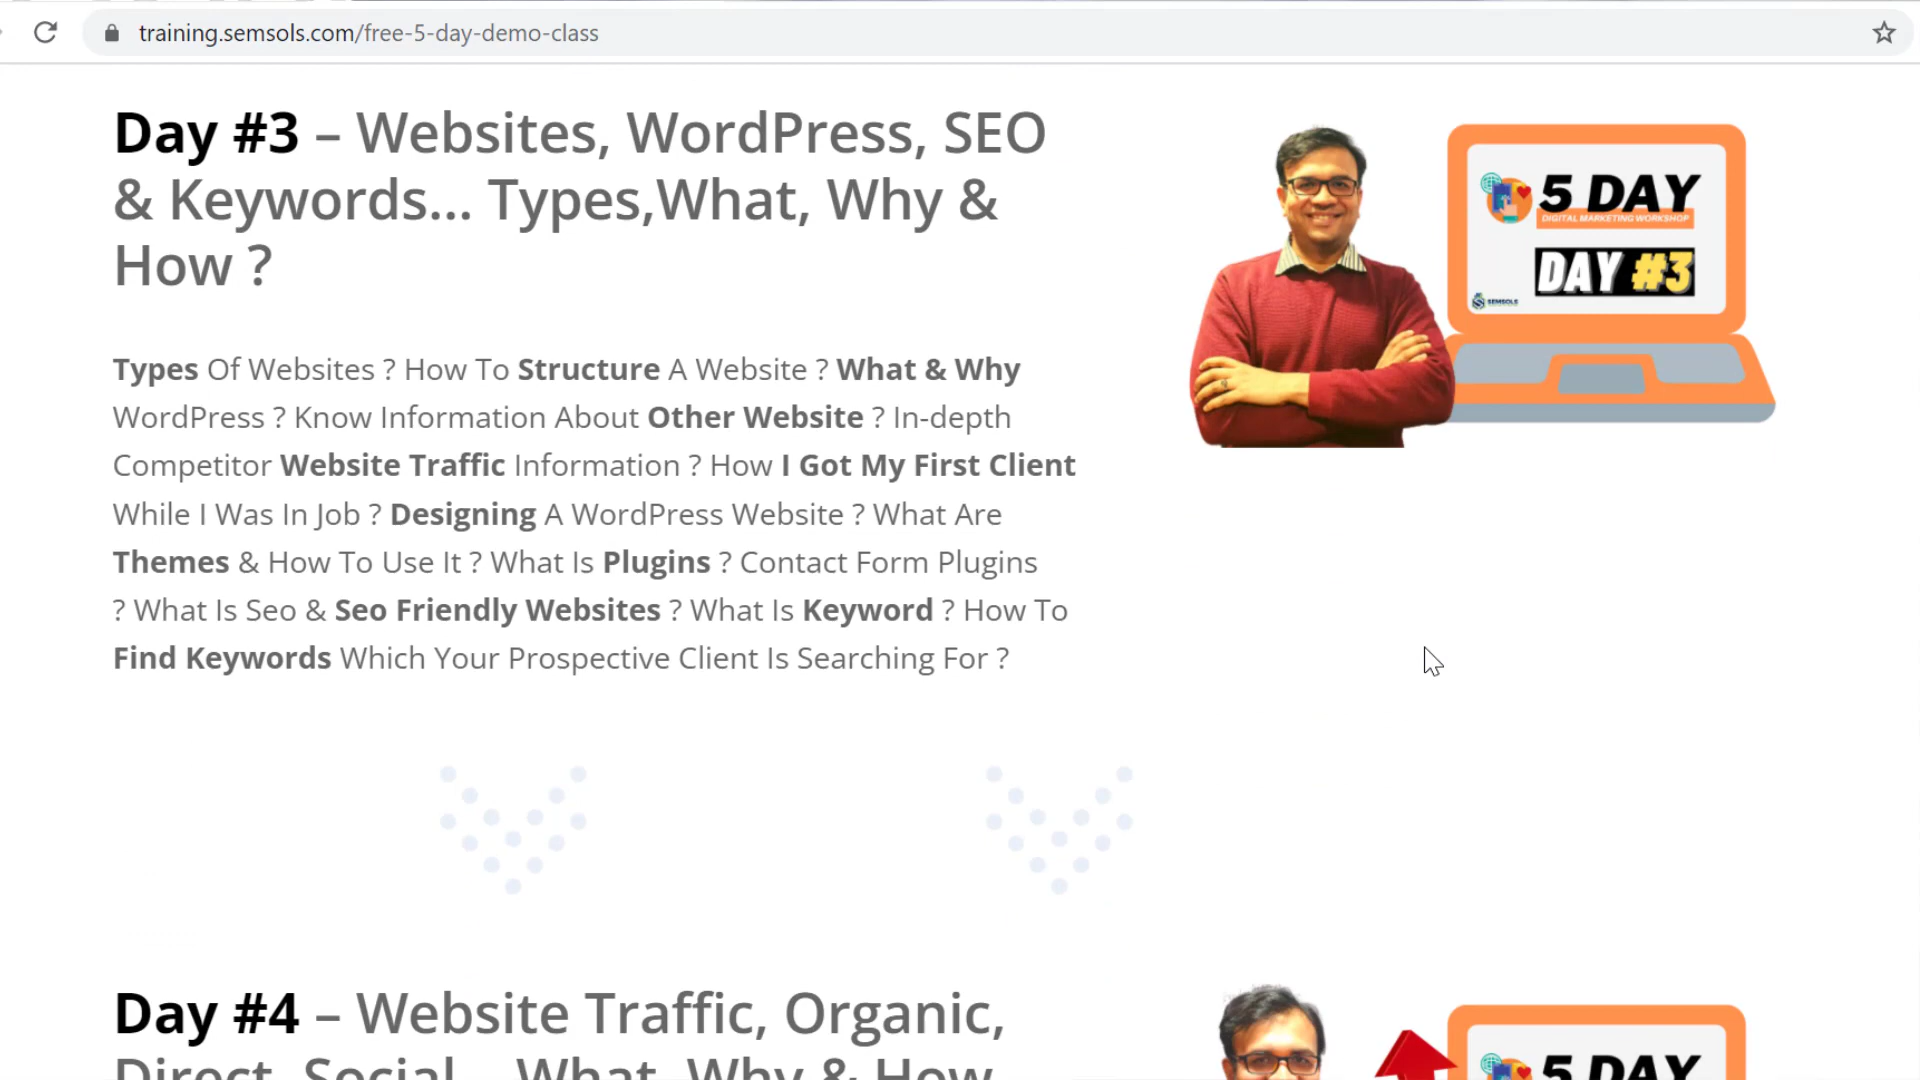 training.semsols.com/free-5-day-demo-class
Day #3 – Websites, WordPress, SEO
& Keywords... Types,What, Why &
How ?
5 DAY
DIGITAL MARKETING WORKSHOP
DAY #3
SEMSOLS
Types Of Websites ? How To Structure A Website ? What & Why
WordPress ? Know Information About Other Website ? In-depth
Competitor Website Traffic Information ? How I Got My First Client
While I Was In Job ? Designing A WordPress Website ? What Are
Themes & How To Use It ? What Is Plugins ? Contact Form Plugins
? What Is Seo & Seo Friendly Websites ? What Is Keyword ? How To
Find Keywords Which Your Prospective Client Is Searching For ?
Day #4 – Website Traffic, Organic,
Direct, Social... What, Why & How
5 DAY